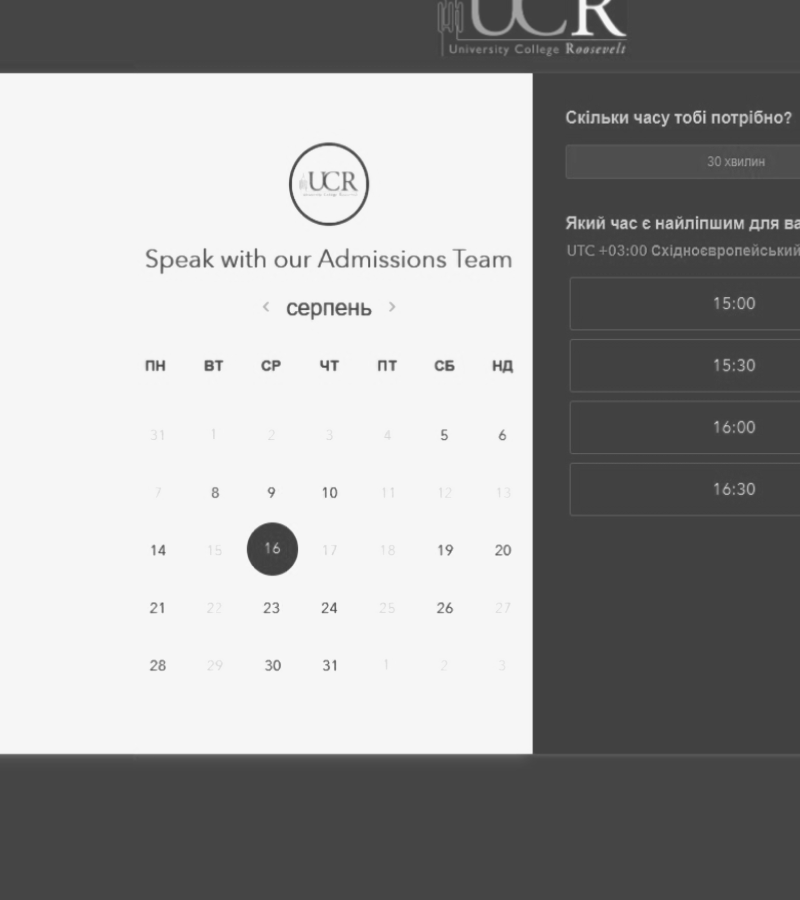 UCR
University College Roosevelt
UCR
Speak with our Admissions Team
< серпень >
ПН ВТ СР ЧТ ПТ СБ НД
31 1 2 3 4 5 6
7 8 9 10 11 12 13
14 15 16 17 18 19 20
21 22 23 24 25 26 27
28 29 30 31 1 2 3
Скільки часу тобі потрібно?
30 хвилин
Який час є найліпшим для ва
UTC +03:00 Східноєвропейський
15:00
15:30
16:00
16:30